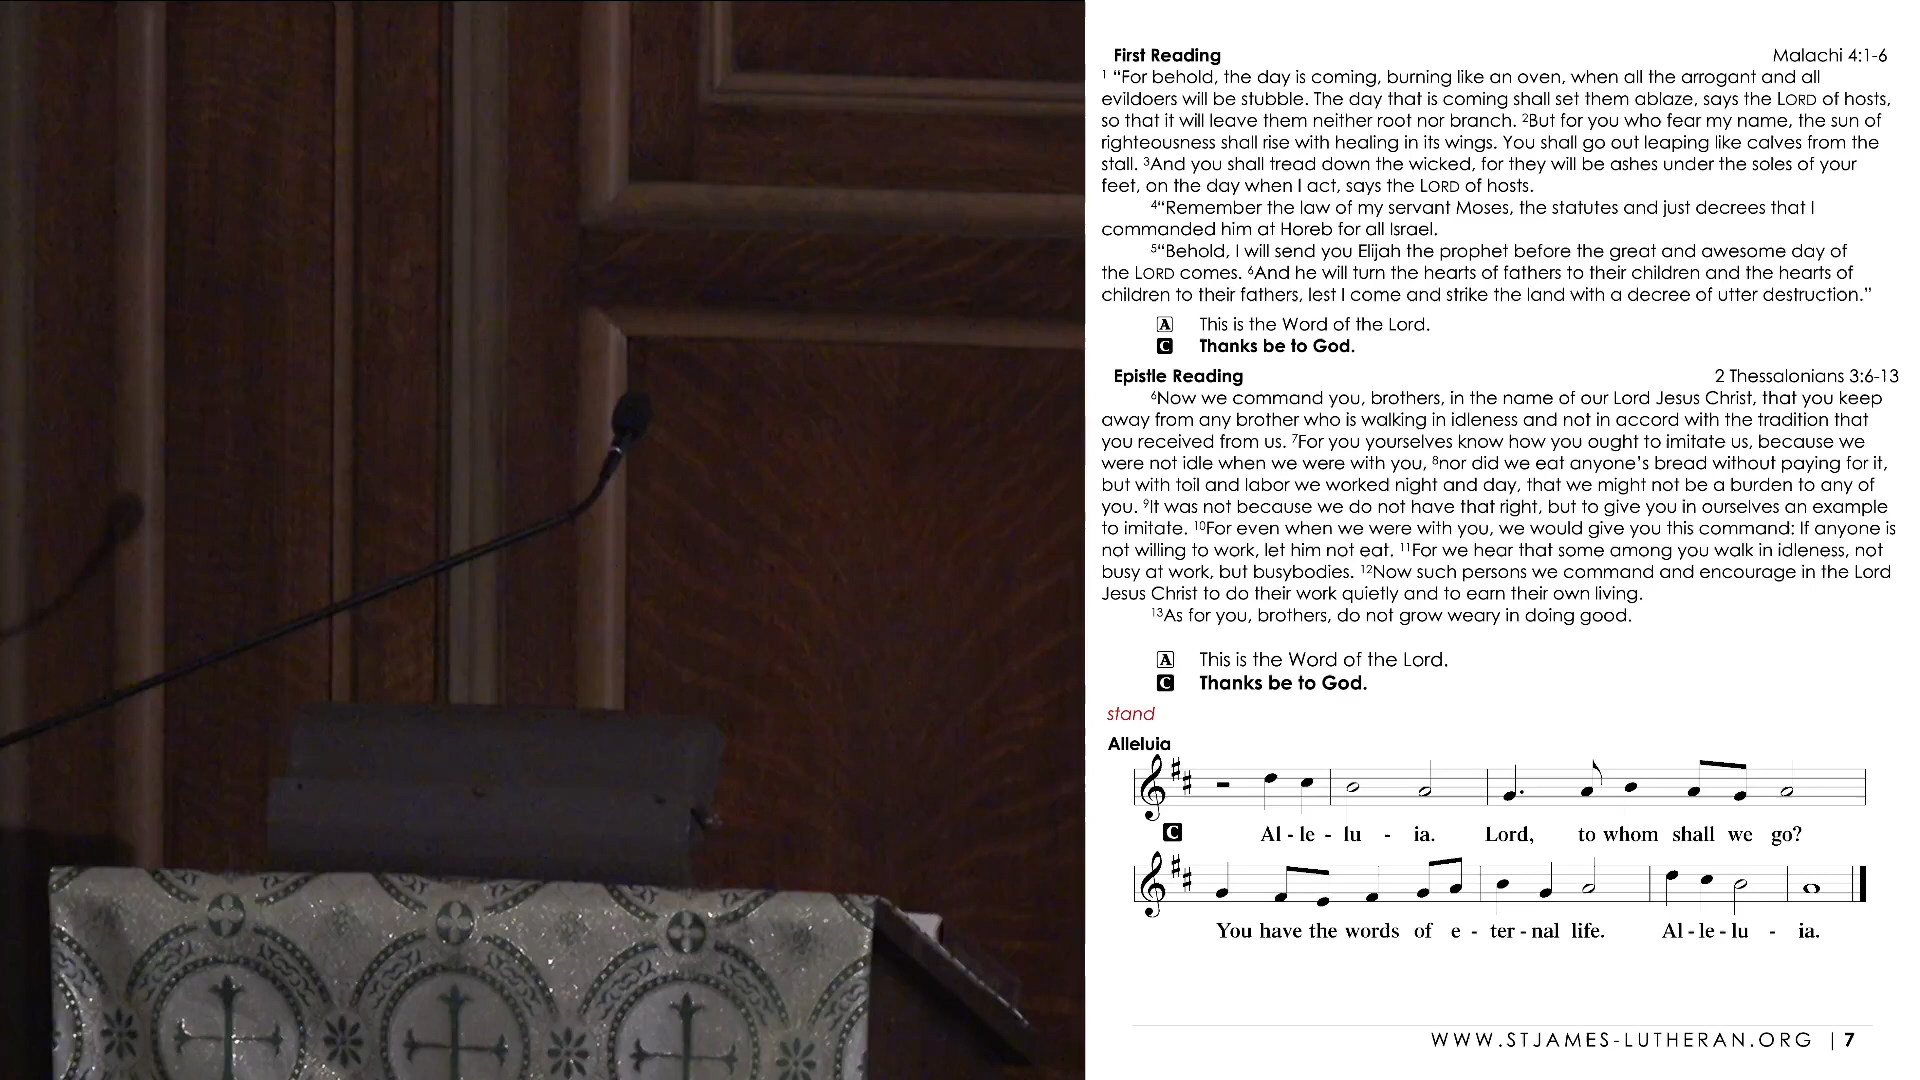 First Reading Malachi 4:1-6
1 “For behold, the day is coming, burning like an oven, when all the arrogant and all
evildoers will be stubble. The day that is coming shall set them ablaze, says the LORD of hosts,
so that it will leave them neither root nor branch. 2But for you who fear my name, the sun of
righteousness shall rise with healing in its wings. You shall go out leaping like calves from the
stall. 3And you shall tread down the wicked, for they will be ashes under the soles of your
feet, on the day when I act, says the LORD of hosts.
4“Remember the law of my servant Moses, the statutes and just decrees that I
commanded him at Horeb for all Israel.
5“Behold, I will send you Elijah the prophet before the great and awesome day of
the LORD comes. 6And he will turn the hearts of fathers to their children and the hearts of
children to their fathers, lest I come and strike the land with a decree of utter destruction.”
A This is the Word of the Lord.
C Thanks be to God.
Epistle Reading 2 Thessalonians 3:6-13
6Now we command you, brothers, in the name of our Lord Jesus Christ, that you keep
away from any brother who is walking in idleness and not in accord with the tradition that
you received from us. 7For you yourselves know how you ought to imitate us, because we
were not idle when we were with you, 8nor did we eat anyone’s bread without paying for it,
but with toil and labor we worked night and day, that we might not be a burden to any of
you. 9It was not because we do not have that right, but to give you in ourselves an example
to imitate. 10For even when we were with you, we would give you this command: If anyone is
not willing to work, let him not eat. 11For we hear that some among you walk in idleness, not
busy at work, but busybodies. 12Now such persons we command and encourage in the Lord
Jesus Christ to do their work quietly and to earn their own living.
13As for you, brothers, do not grow weary in doing good.
A This is the Word of the Lord.
C Thanks be to God.
stand
Alleluia
C Al - le - lu - ia. Lord, to whom shall we go?
You have the words of e - ter - nal life. Al - le - lu - ia.
WWW.STJAMES-LUTHERAN.ORG | 7